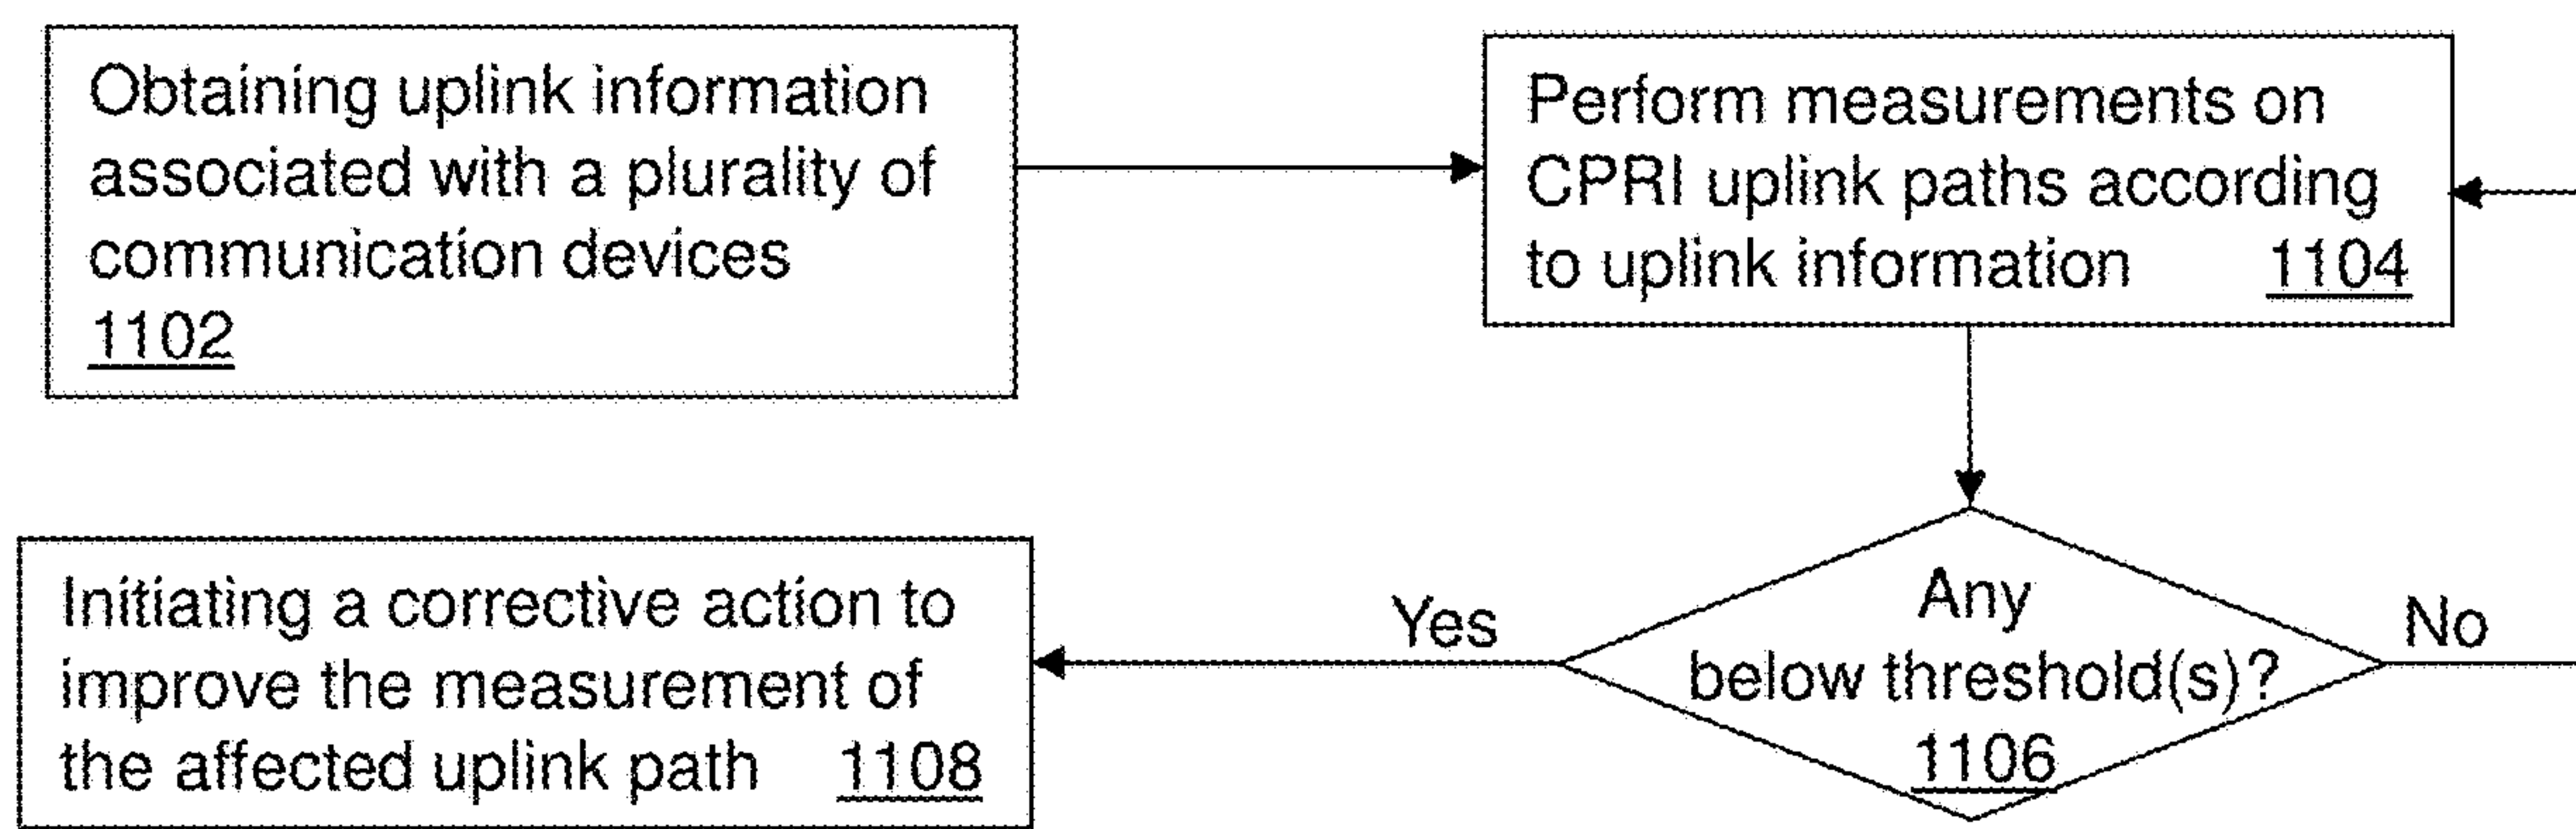 Obtaining uplink information
associated with a plurality of
communication devices
1102
Perform measurements on
CPRI uplink paths according
to uplink information 1104
Any
below threshold(s)?
1106
Yes
No
Initiating a corrective action to
improve the measurement of
the affected uplink path 1108